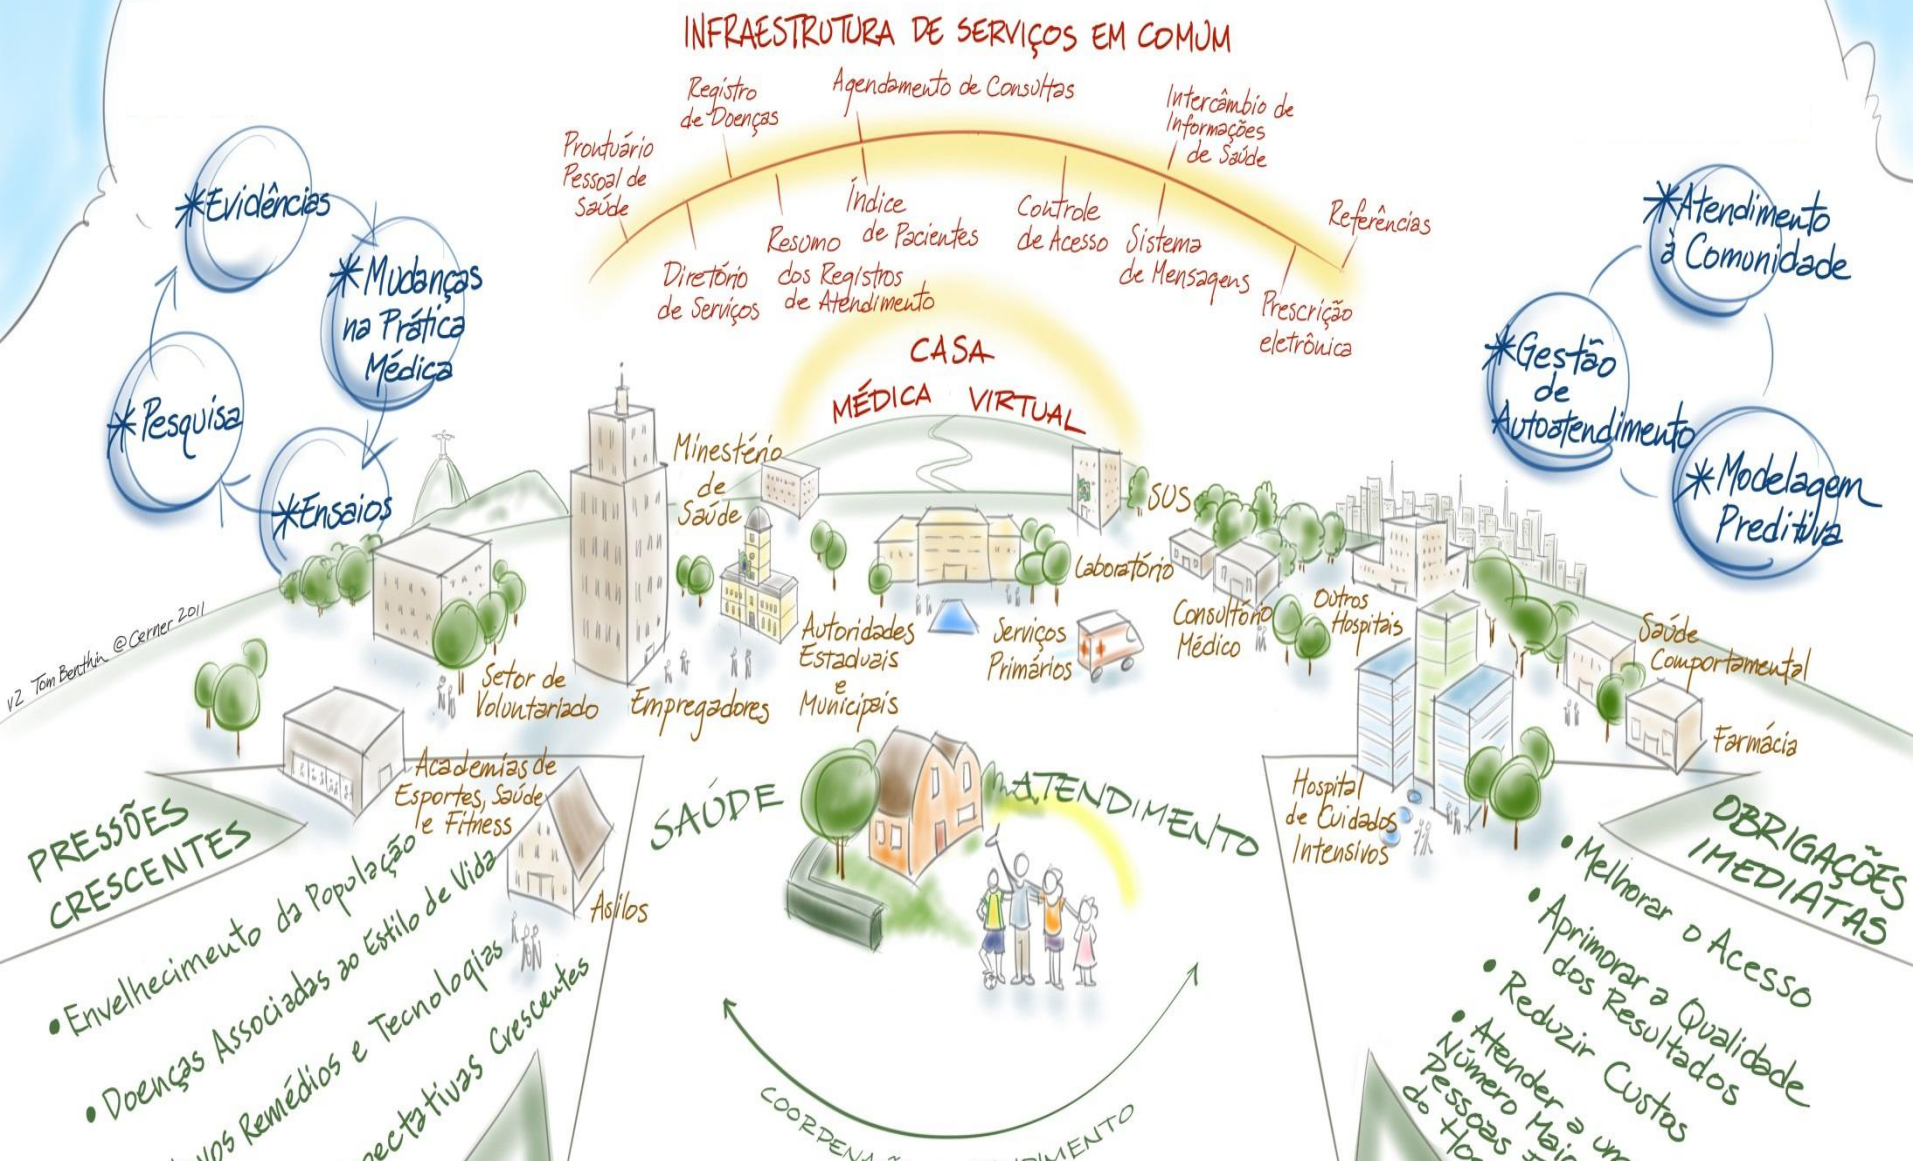 INFRAESTRUTURA DE SERVIÇOS EM COMUM
Prontuário
Pessoal de
Saúde
Registro
de Doenças
Agendamento de Consultas
Intercâmbio de
Informações
de Saúde
Referências
Diretório
de Serviços
Resumo
dos Registros
de Atendimento
Índice
de Pacientes
Controle
de Acesso
Sistema
de Mensagens
Prescrição
eletrônica
CASA
MÉDICA VIRTUAL
*Evidências
*Mudanças
na Prática
Médica
*Pesquisa
*Ensaios
*Atendimento
à Comunidade
*Gestão
de
Autoatendimento
*Modelagem
Preditiva
v2 Tom Benthin @Cerner 2011
Minestério
de
Saúde
SUS
Laboratório
Consultório
Médico
Outros
Hospitais
Saúde
Comportamental
Farmácia
Setor de
Voluntariado
Empregadores
Autoridades
Estaduais
e
Municipais
Serviços
Primários
Academias de
Esportes, Saúde
e Fitness
Asilos
Hospital
de Cuidados
Intensivos
SAÚDE
ATENDIMENTO
PRESSÕES
CRESCENTES
• Envelhecimento da População
• Doenças Associadas ao Estilo de Vida
Remédios e Tecnologias
Crescentes
OBRIGAÇÕES
IMEDIATAS
• Melhorar o Acesso
• Aprimorar a Qualidade
dos Resultados
• Reduzir Custos
• Atender a um
Número
Pessoas
do